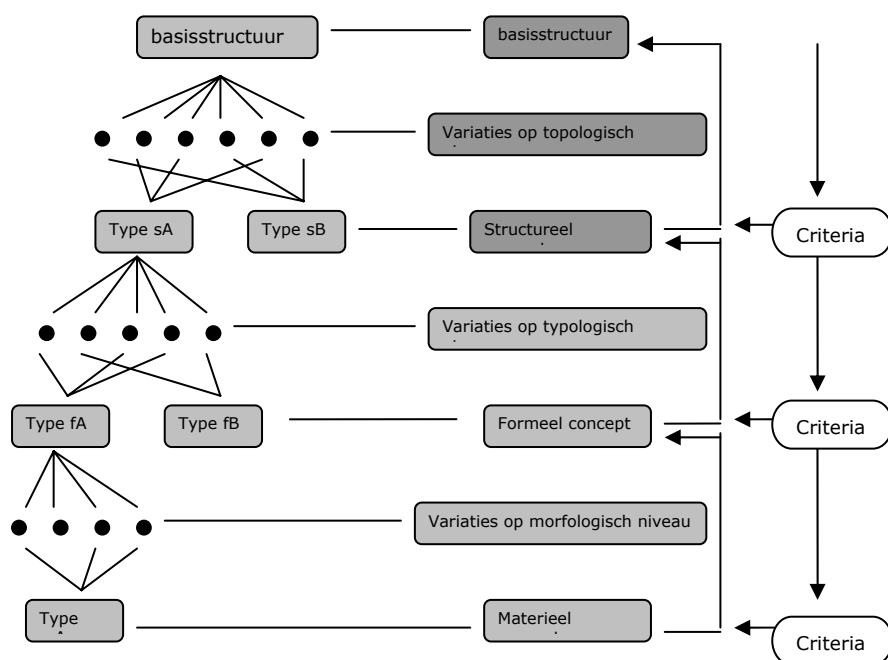 basisstructuur
basisstructuur
Variaties op topologisch
Type sA
Type sB
Structureel
Criteria
Variaties op typologisch
Type fA
Type fB
Formeel concept
Criteria
Variaties op morfologisch niveau
Type
Materieel
Criteria